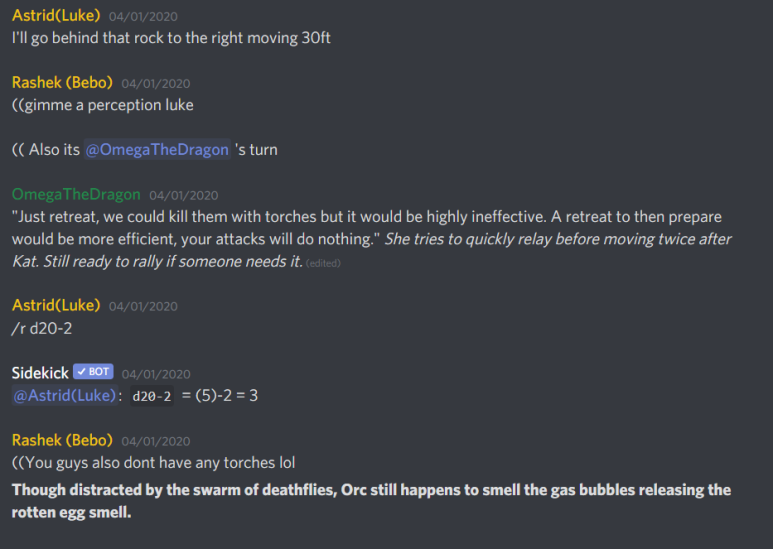 Astrid(Luke) 04/01/2020
I'll go behind that rock to the right moving 30ft
Rashek (Bebo) 04/01/2020
((gimme a perception luke
(( Also its @OmegaTheDragon 's turn
OmegaTheDragon 04/01/2020
"Just retreat, we could kill them with torches but it would be highly ineffective. A retreat to then prepare
would be more efficient, your attacks will do nothing." She tries to quickly relay before moving twice after
Kat. Still ready to rally if someone needs it. (edited)
Astrid(Luke) 04/01/2020
/r d20-2
Sidekick ✓ BOT 04/01/2020
@Astrid(Luke): d20-2 = (5)-2 = 3
Rashek (Bebo) 04/01/2020
((You guys also dont have any torches lol
Though distracted by the swarm of deathflies, Orc still happens to smell the gas bubbles releasing the
rotten egg smell.